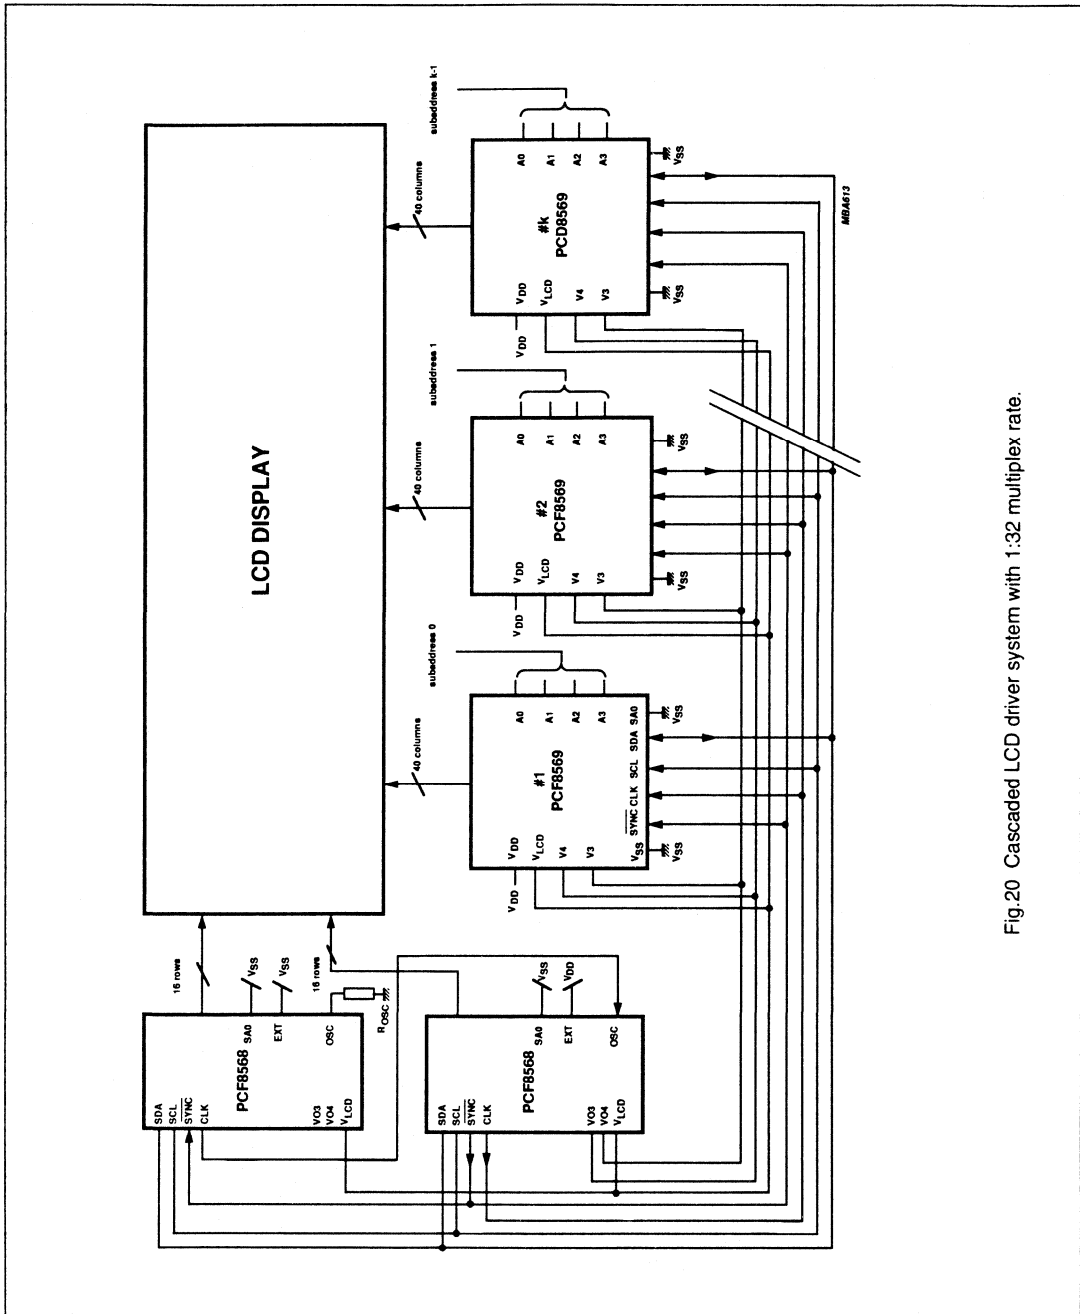 LCD DISPLAY
16 rows
16 rows
40 columns
40 columns
40 columns
PCF8568
SDA
SCL
SYNC
CLK
VO3
VO4
VLCD
SA0
EXT
OSC
VSS
VSS
ROSC
PCF8568
SDA
SCL
SYNC
CLK
VO3
VO4
VLCD
SA0
EXT
OSC
VSS
VDD
subaddress 0
#1
PCF8569
VDD
VDD
VLCD
V4
V3
A0
A1
A2
A3
VSS
SYNC
CLK
SCL
SDA
SA0
VSS
VSS
subaddress 1
#2
PCF8569
VDD
VDD
VLCD
V4
V3
A0
A1
A2
A3
VSS
VSS
subaddress k-1
#k
PCD8569
VDD
VDD
VLCD
V4
V3
A0
A1
A2
A3
VSS
VSS
MBA613
Fig.20 Cascaded LCD driver system with 1:32 multiplex rate.